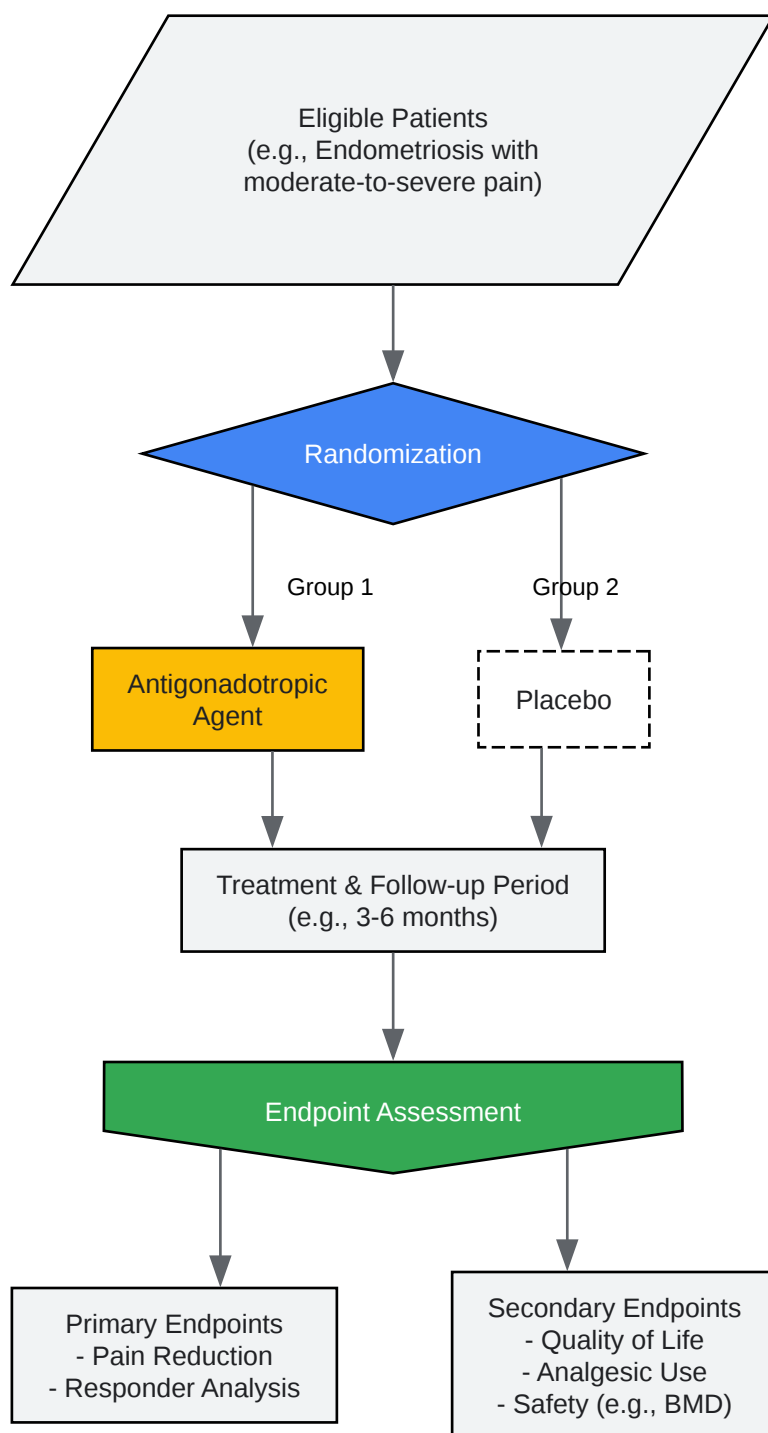 Eligible Patients
(e.g., Endometriosis with
moderate-to-severe pain)
Randomization
Group 1
Group 2
Antigonadotropic
Agent
Placebo
Treatment & Follow-up Period
(e.g., 3-6 months)
Endpoint Assessment
Primary Endpoints
- Pain Reduction
- Responder Analysis
Secondary Endpoints
- Quality of Life
- Analgesic Use
- Safety (e.g., BMD)